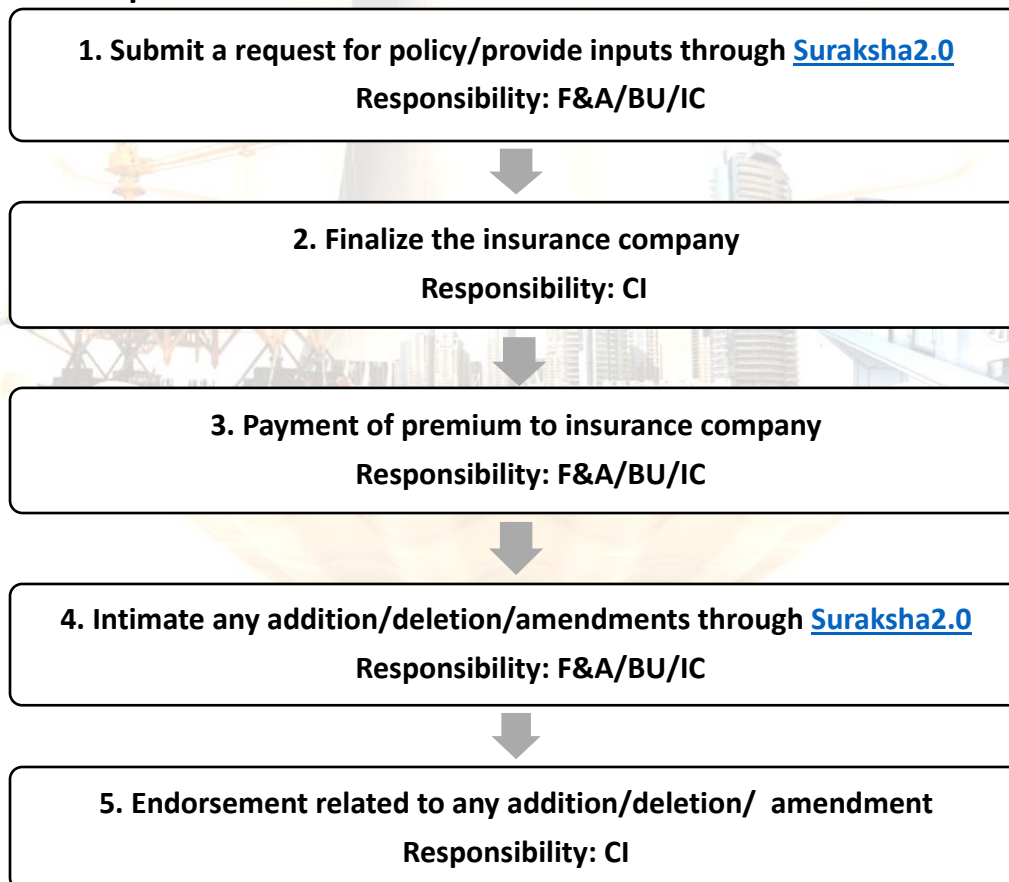 1. Submit a request for policy/provide inputs through Suraksha2.0
Responsibility: F&A/BU/IC
2. Finalize the insurance company
Responsibility: CI
3. Payment of premium to insurance company
Responsibility: F&A/BU/IC
4. Intimate any addition/deletion/amendments through Suraksha2.0
Responsibility: F&A/BU/IC
5. Endorsement related to any addition/deletion/ amendment
Responsibility: CI